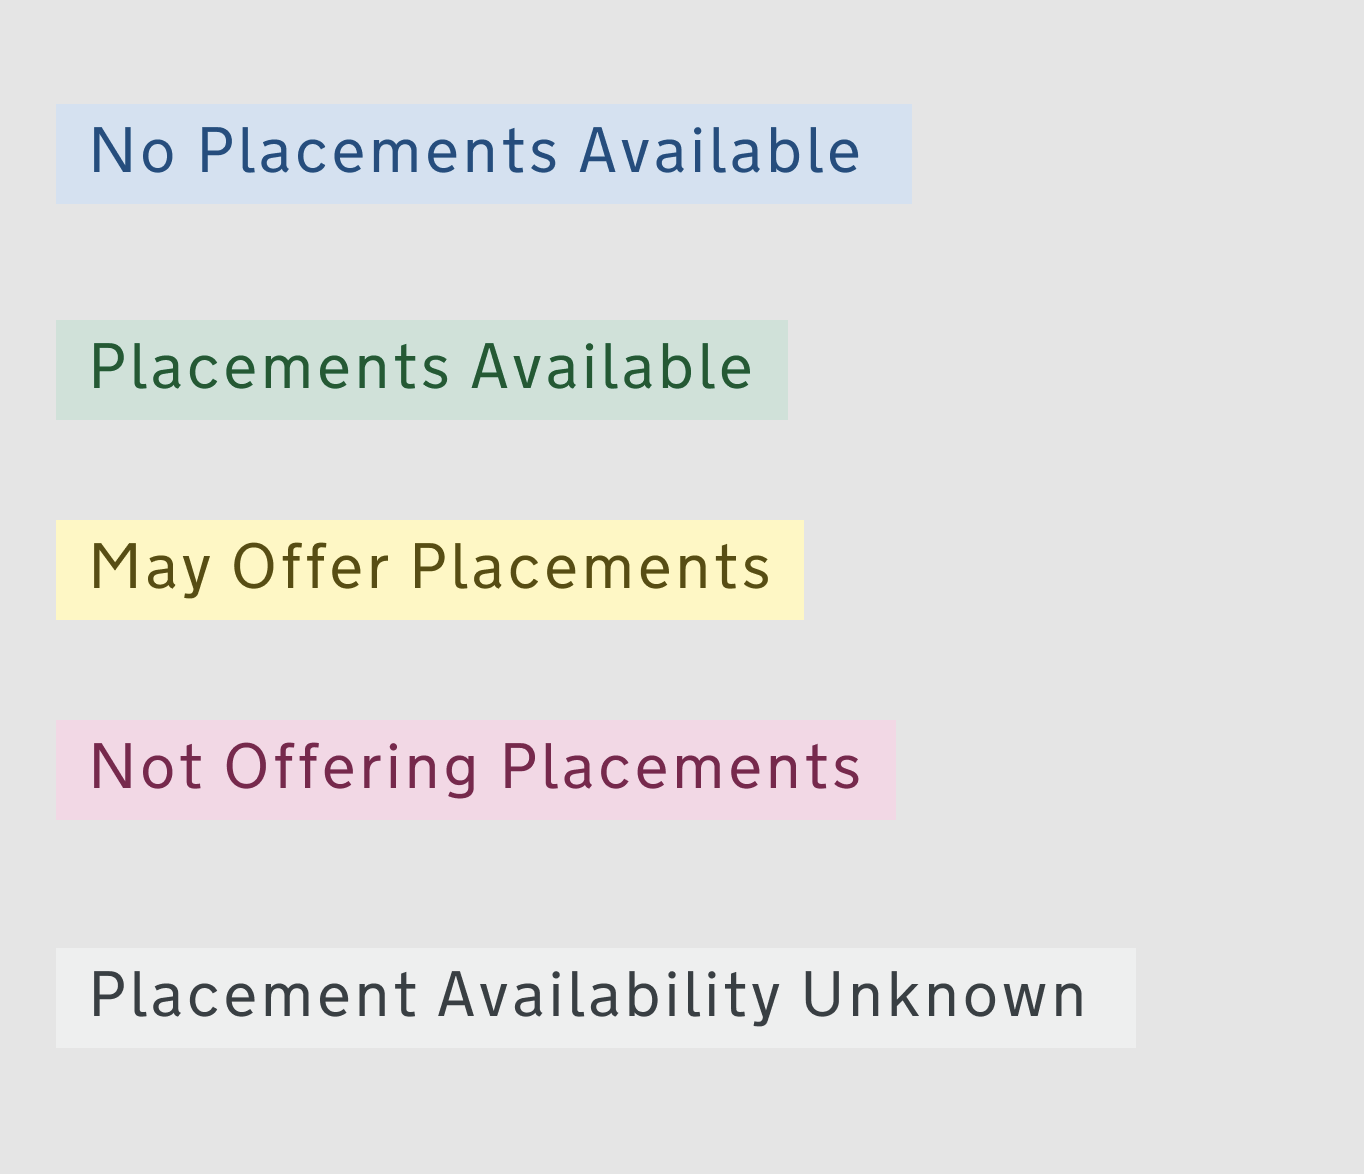 No Placements Available
Placements Available
May Offer Placements
Not Offering Placements
Placement Availability Unknown